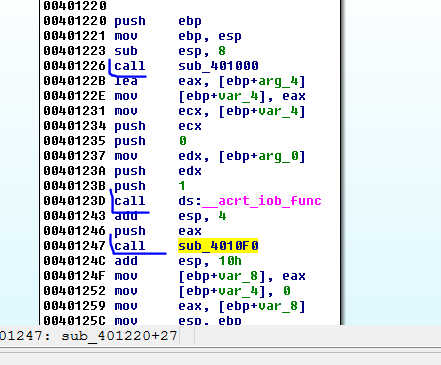 00401220
00401220 push ebp
00401221 mov ebp, esp
00401223 sub esp, 8
00401226 call sub_401000
0040122B lea eax, [ebp+arg_4]
0040122E mov [ebp+var_4], eax
00401231 mov ecx, [ebp+var_4]
00401234 push ecx
00401235 push 0
00401237 mov edx, [ebp+arg_0]
0040123A push edx
0040123B push 1
0040123D call ds:__acrt_iob_func
00401243 add esp, 4
00401246 push eax
00401247 call sub_4010F0
0040124C add esp, 10h
0040124F mov [ebp+var_8], eax
00401252 mov [ebp+var_4], 0
00401259 mov eax, [ebp+var_8]
0040125C mov esp, ebp
01247: sub_401220+27